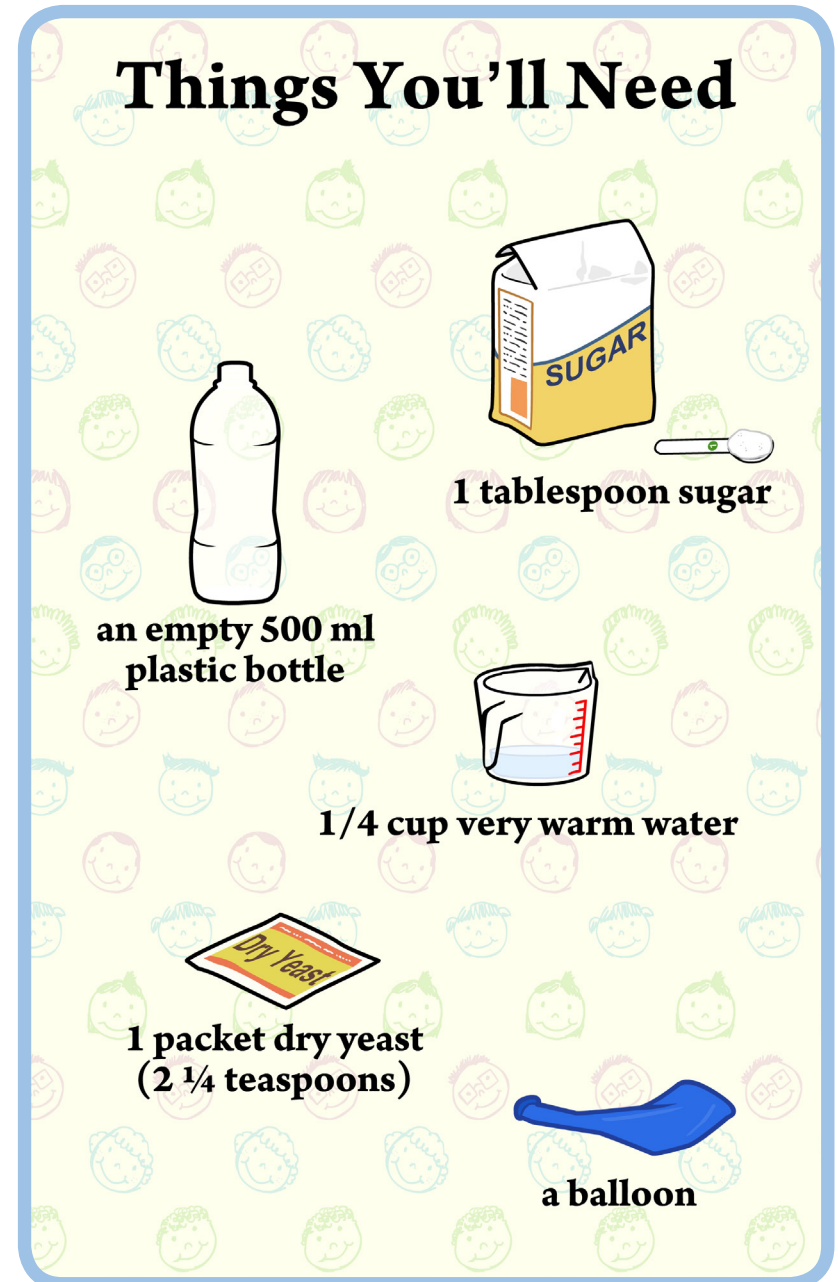 Things You’ll Need
SUGAR
1 tablespoon sugar
an empty 500 ml
plastic bottle
1/4 cup very warm water
Dry Yeast
1 packet dry yeast
(2 ¼ teaspoons)
a balloon